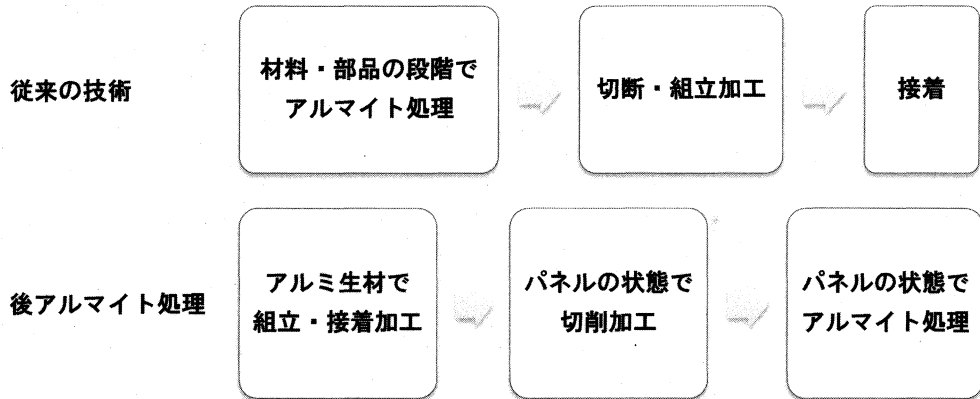 従来の技術
材料・部品の段階で
アルマイト処理
切断・組立加工
接着
後アルマイト処理
アルミ生材で
組立・接着加工
パネルの状態で
切削加工
パネルの状態で
アルマイト処理